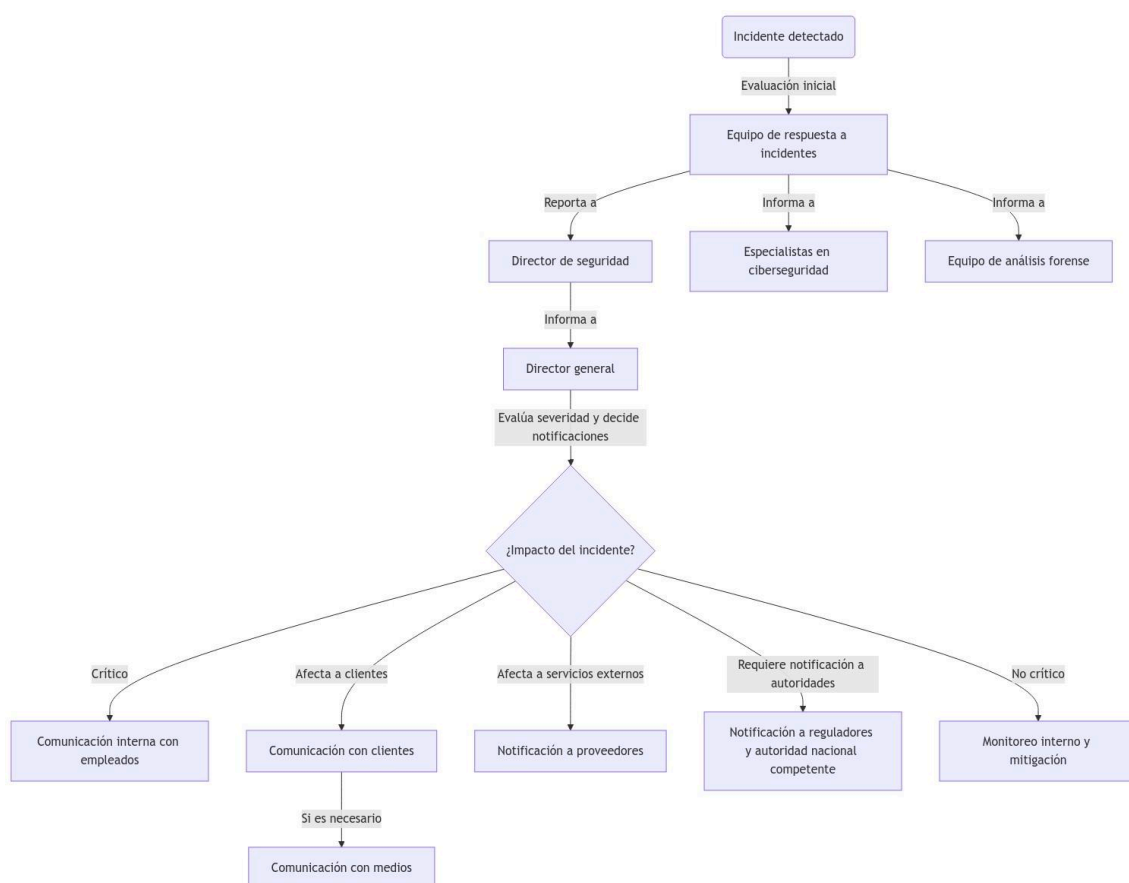 Incidente detectado
Evaluación inicial
Equipo de respuesta a
incidentes
Reporta a
Informa a
Informa a
Director de seguridad
Especialistas en
ciberseguridad
Equipo de análisis forense
Informa a
Director general
Evalúa severidad y decide
notificaciones
¿Impacto del incidente?
Crítico
Afecta a clientes
Afecta a servicios externos
Requiere notificación a
autoridades
No crítico
Comunicación interna con
empleados
Comunicación con clientes
Notificación a proveedores
Notificación a reguladores
y autoridad nacional
competente
Monitoreo interno y
mitigación
Si es necesario
Comunicación con medios